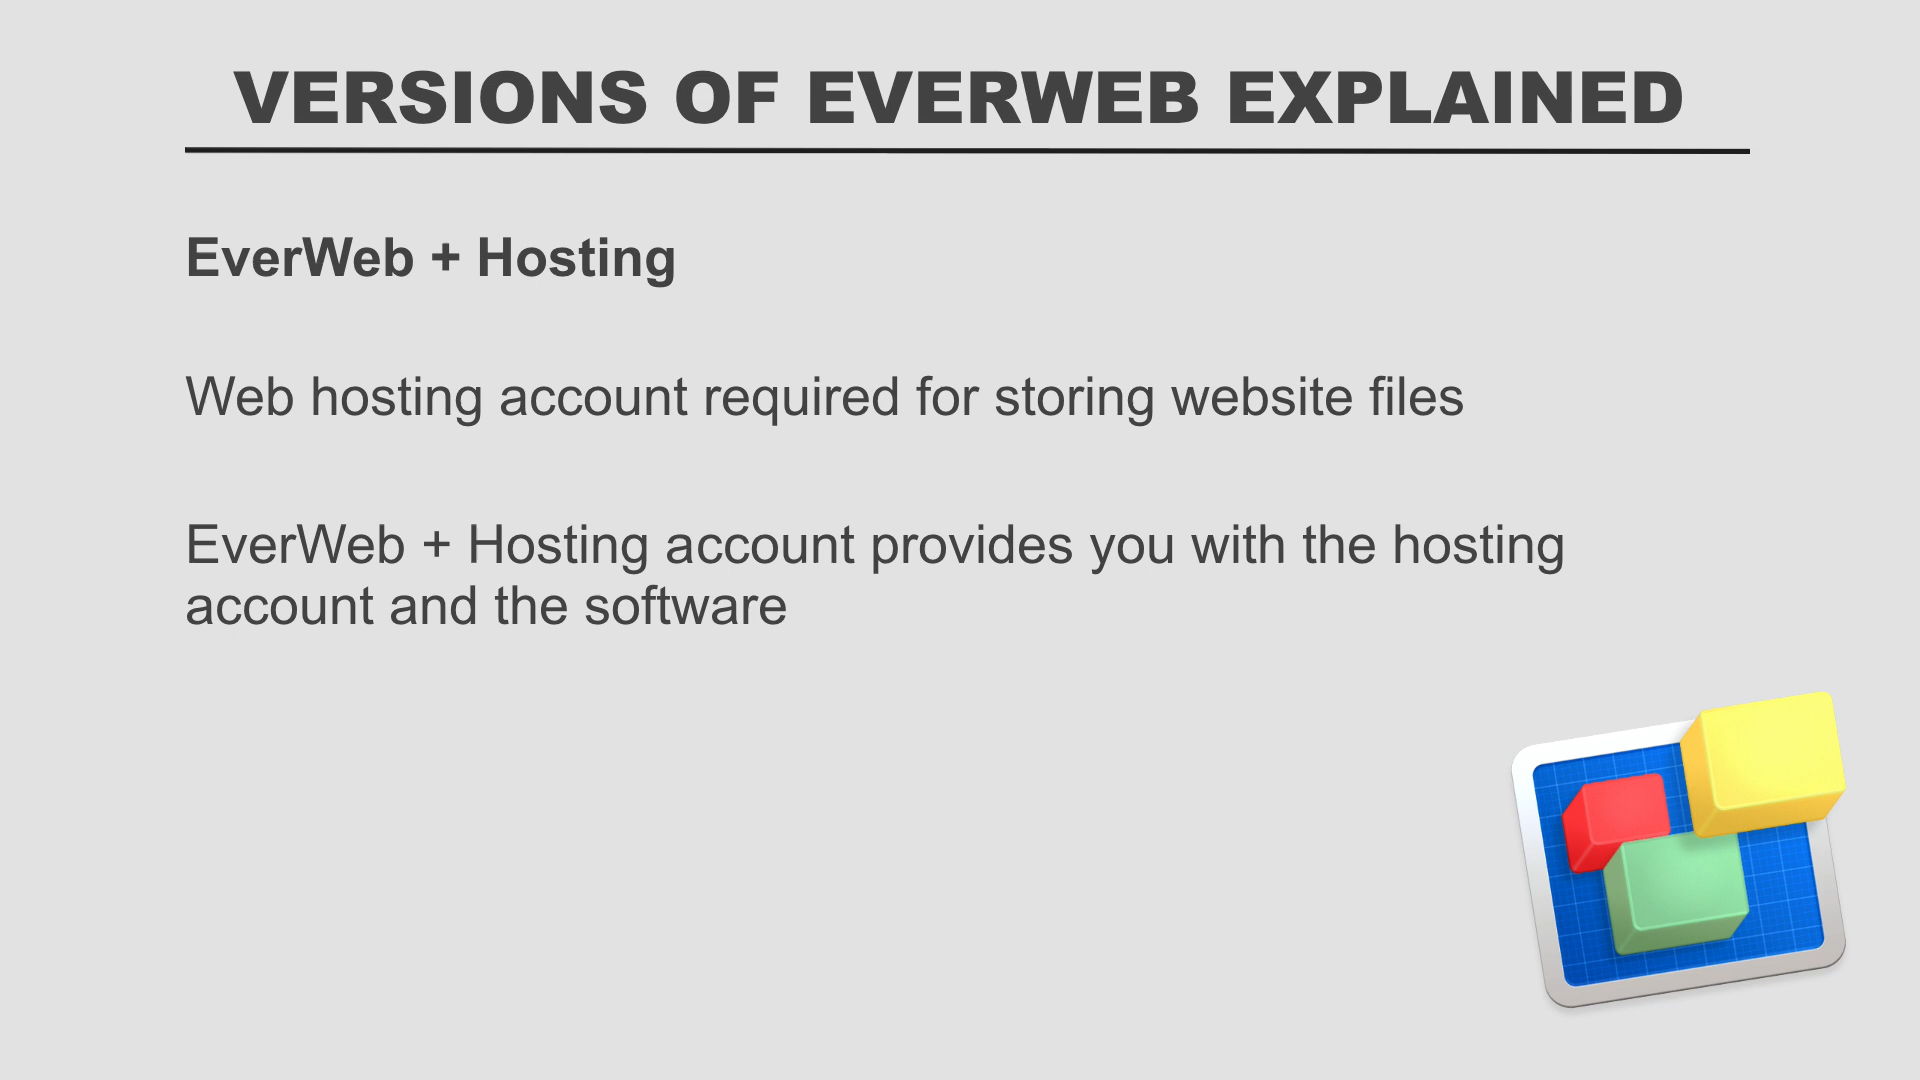 VERSIONS OF EVERWEB EXPLAINED
EverWeb + Hosting
Web hosting account required for storing website files
EverWeb + Hosting account provides you with the hosting
account and the software